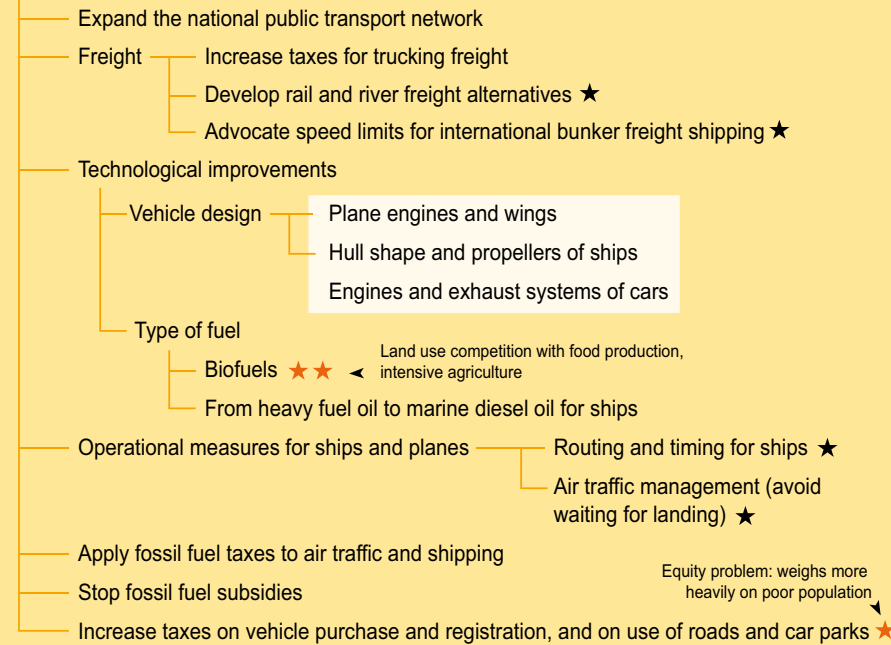 Expand the national public transport network
Freight
Increase taxes for trucking freight
Develop rail and river freight alternatives
Advocate speed limits for international bunker freight shipping
Technological improvements
Vehicle design
Plane engines and wings
Hull shape and propellers of ships
Engines and exhaust systems of cars
Type of fuel
Biofuels
Land use competition with food production,
intensive agriculture
From heavy fuel oil to marine diesel oil for ships
Operational measures for ships and planes
Routing and timing for ships
Air traffic management (avoid
waiting for landing)
Apply fossil fuel taxes to air traffic and shipping
Stop fossil fuel subsidies
Equity problem: weighs more
heavily on poor population
Increase taxes on vehicle purchase and registration, and on use of roads and car parks